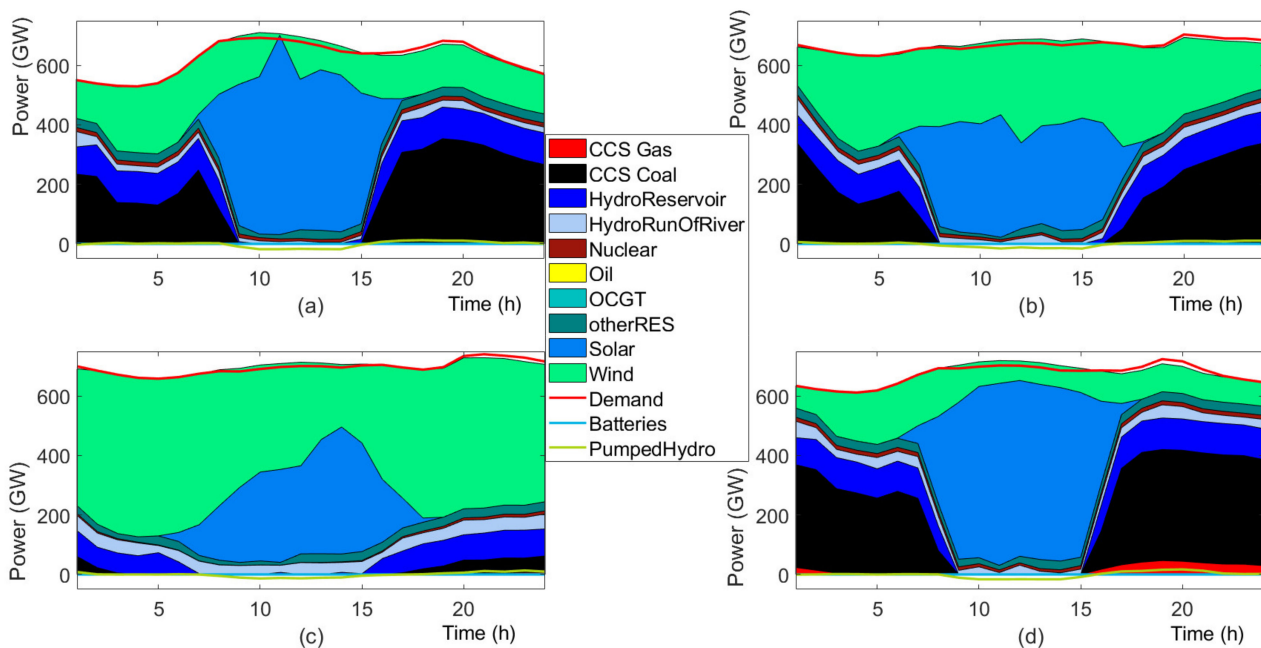 Power (GW)
600
400
200
0
5
10
15
20
Time (h)
(a)
Power (GW)
600
400
200
0
5
10
15
20
Time (h)
(b)
CCS Gas
CCS Coal
HydroReservoir
HydroRunOfRiver
Nuclear
Oil
OCGT
otherRES
Solar
Wind
Demand
Batteries
PumpedHydro
Power (GW)
600
400
200
0
5
10
15
20
Time (h)
(c)
Power (GW)
600
400
200
0
5
10
15
20
Time (h)
(d)